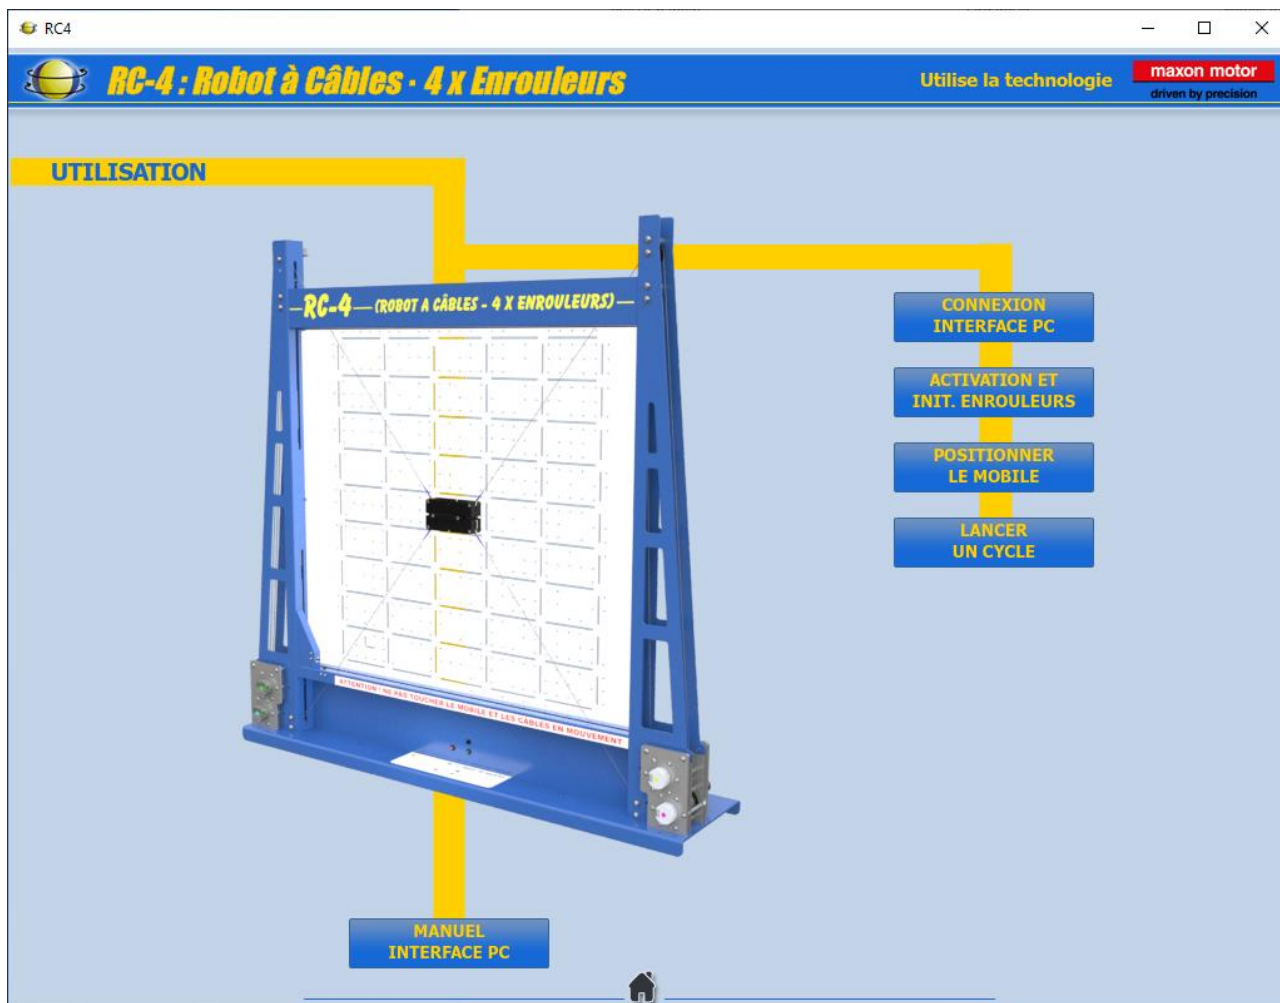 RC4
RC-4 : Robot à Câbles - 4 x Enrouleurs
Utilise la technologie
maxon motor
driven by precision
UTILISATION
RC-4 (ROBOT A CÂBLES - 4 X ENROULEURS)
CONNEXION
INTERFACE PC
ACTIVATION ET
INIT. ENROULEURS
POSITIONNER
LE MOBILE
LANCER
UN CYCLE
ATTENTION : NE PAS TOUCHER LE MOBILE ET LES CÂBLES EN MOUVEMENT
MANUEL
INTERFACE PC